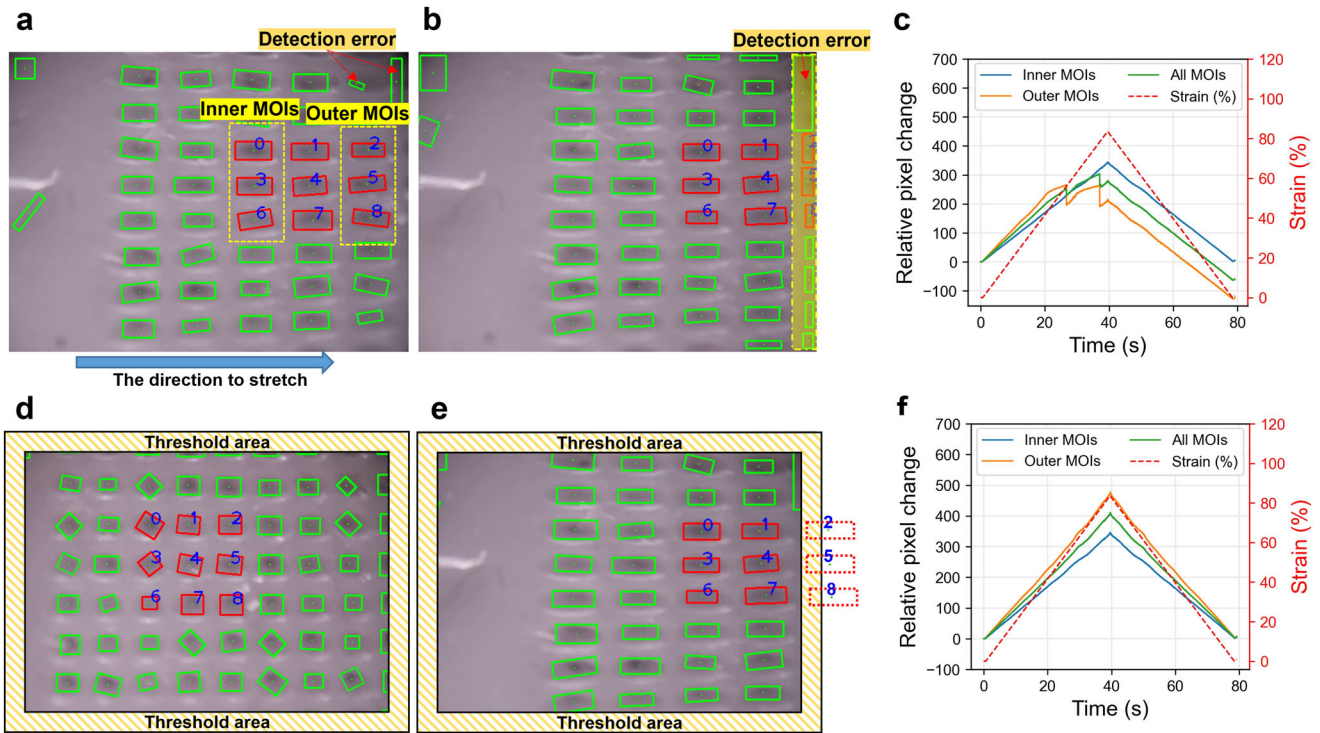 a
Detection error
Inner MOIs
Outer MOIs
0
1
2
3
4
5
6
7
8
The direction to stretch
b
Detection error
0
1
3
4
6
7
c
Relative pixel change
700
600
500
400
300
200
100
0
−100
Inner MOIs
All MOIs
Outer MOIs
Strain (%)
120
100
80
60
40
20
0
Strain (%)
0
20
40
60
80
Time (s)
d
Threshold area
0
1
2
3
4
5
6
7
8
Threshold area
e
Threshold area
0
1
2
3
4
5
6
7
8
Threshold area
f
Relative pixel change
700
600
500
400
300
200
100
0
−100
Inner MOIs
All MOIs
Outer MOIs
Strain (%)
120
100
80
60
40
20
0
Strain (%)
0
20
40
60
80
Time (s)